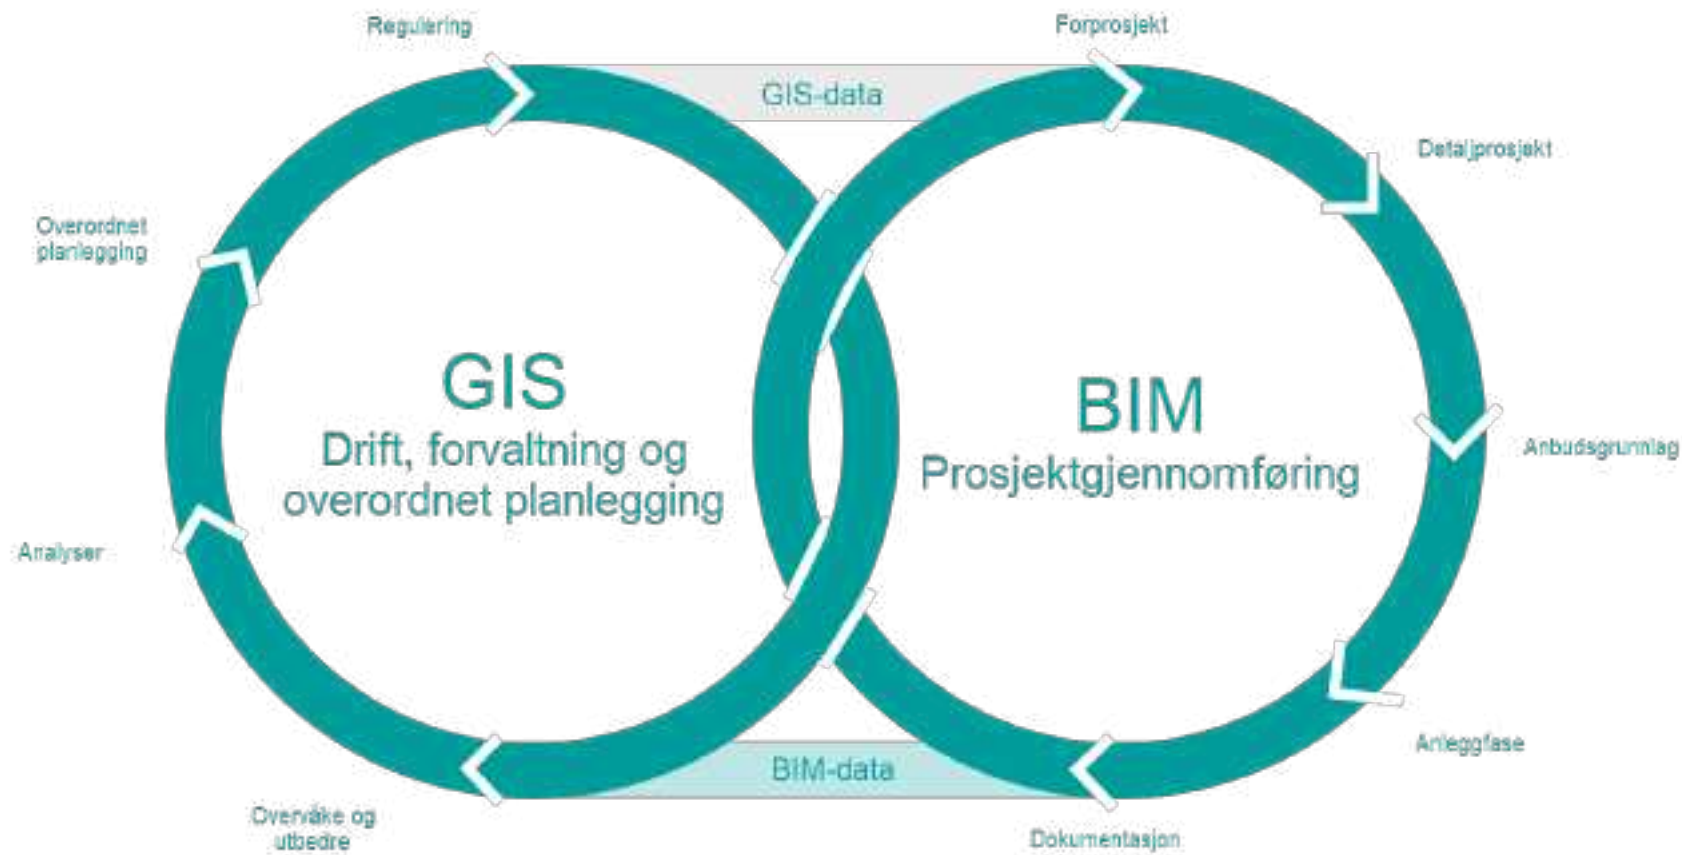 Regulering
Forprosjekt
GIS-data
Detaljprosjekt
Overordnet
planlegging
GIS
Drift, forvaltning og
overordnet planlegging
BIM
Prosjektgjennomføring
Anbudsgrunnlag
Analyser
Anleggfase
BIM-data
Overvåke og
utbedre
Dokumentasjon